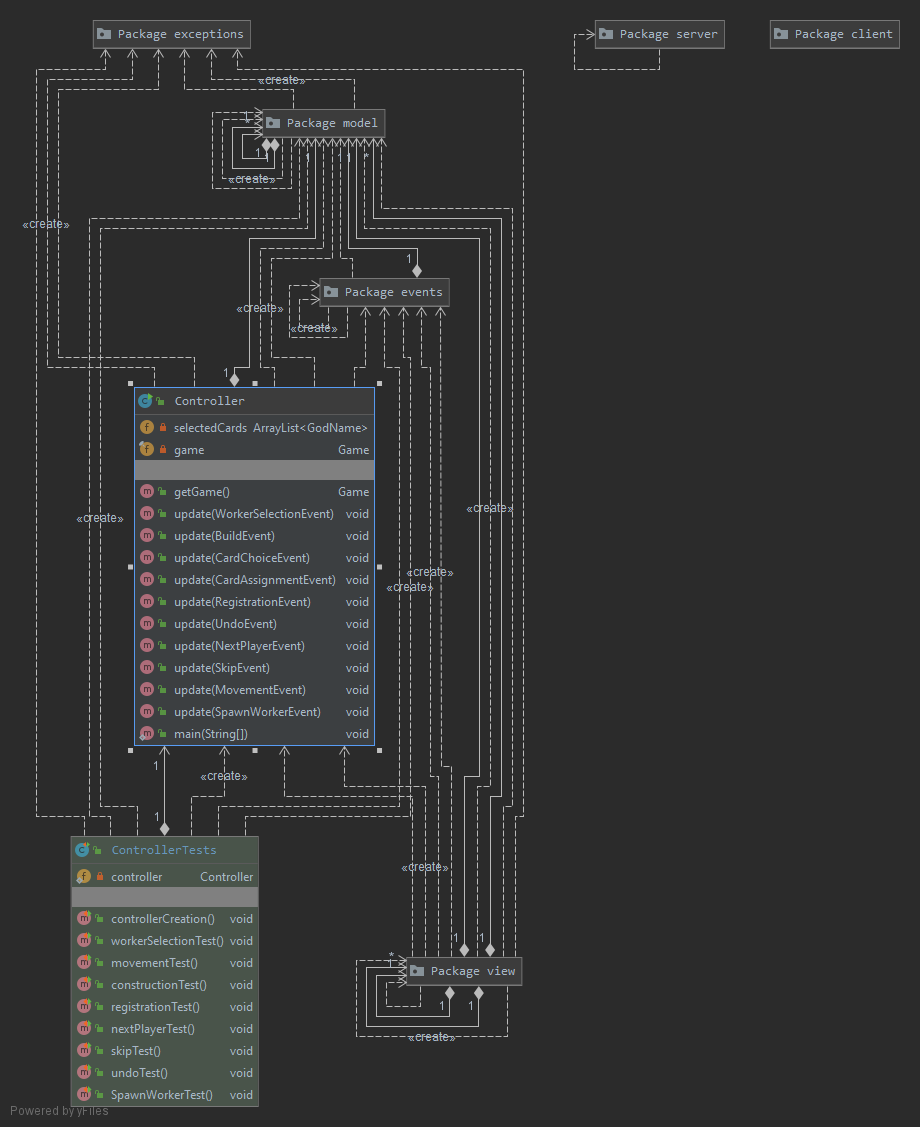 Package exceptions
Package server
Package client
«create»
1
*
Package model
1
1
«create»
1
1
1
*
«create»
1
Package events
«create»
«create»
1
Controller
selectedCards ArrayList<GodName>
game Game
getGame() Game
update(WorkerSelectionEvent) void
update(BuildEvent) void
update(CardChoiceEvent) void
update(CardAssignmentEvent) void
update(RegistrationEvent) void
update(UndoEvent) void
update(NextPlayerEvent) void
update(SkipEvent) void
update(MovementEvent) void
update(SpawnWorkerEvent) void
main(String[]) void
«create»
«create»
«create»
«create»
1
«create»
1
ControllerTests
controller Controller
controllerCreation() void
workerSelectionTest() void
movementTest() void
constructionTest() void
registrationTest() void
nextPlayerTest() void
skipTest() void
undoTest() void
SpawnWorkerTest() void
«create»
1
1
*
1
Package view
1
1
«create»
Powered by yFiles